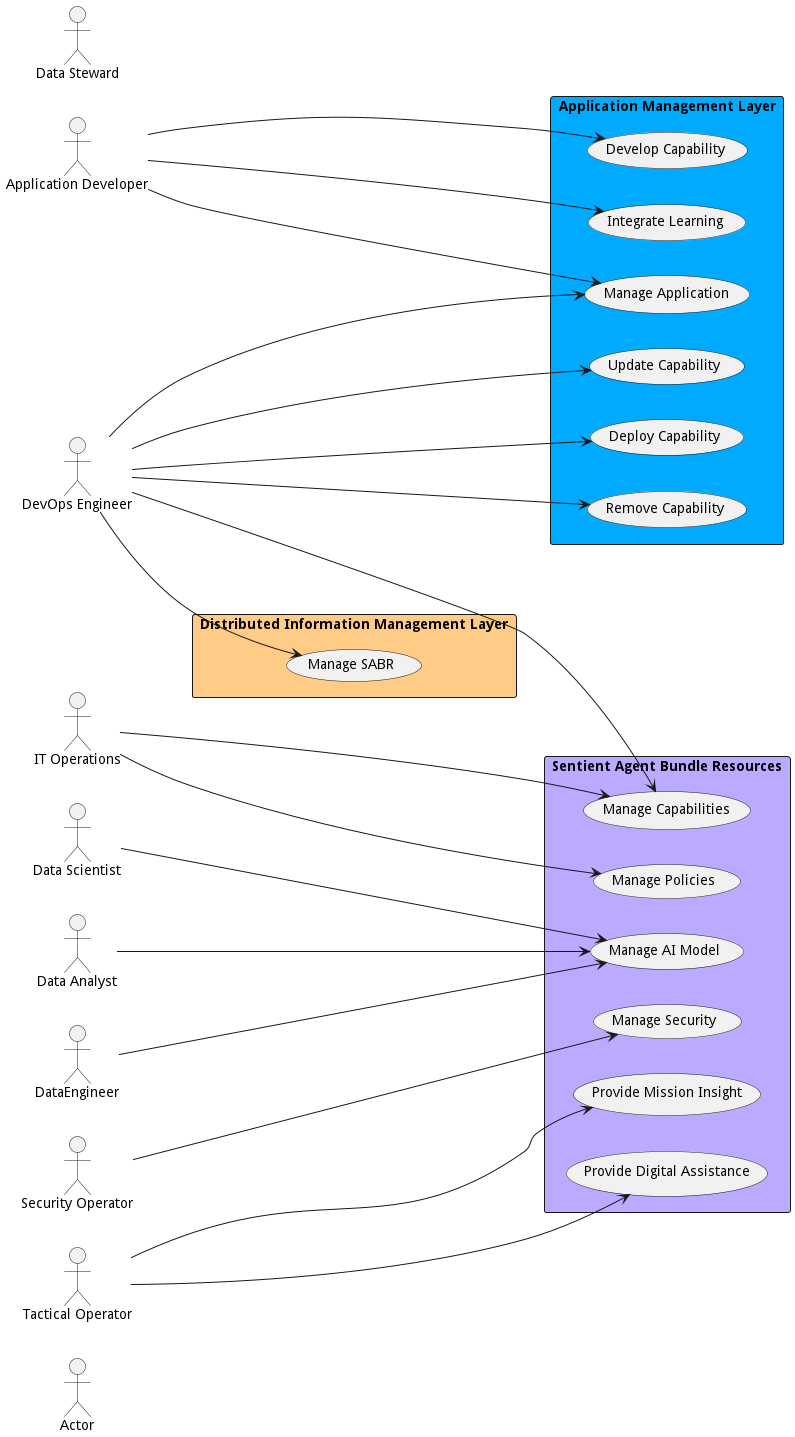 Data Steward
Application Management Layer
Develop Capability
Application Developer
Integrate Learning
Manage Application
Update Capability
Deploy Capability
DevOps Engineer
Remove Capability
Distributed Information Management Layer
Manage SABR
IT Operations
Sentient Agent Bundle Resources
Manage Capabilities
Data Scientist
Manage Policies
Manage AI Model
Data Analyst
Manage Security
DataEngineer
Provide Mission Insight
Provide Digital Assistance
Security Operator
Tactical Operator
Actor